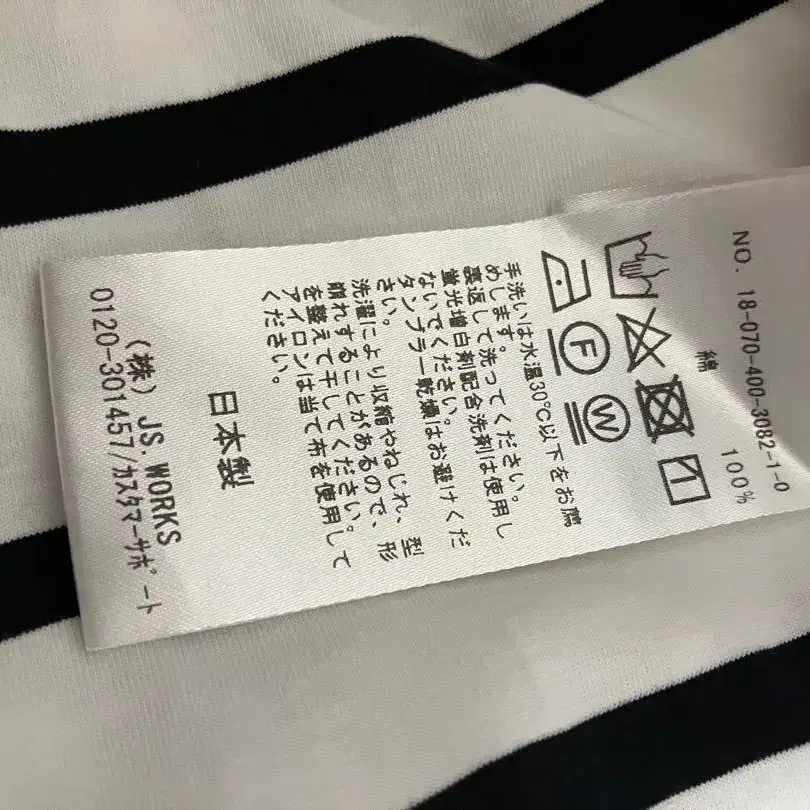 NO. 18-070-400-3082-1-0
綿 100%
F
W
手洗いは水温30℃以下をお薦
めします。
裏返して洗ってください。
蛍光増白剤配合洗剤は使用し
ないでください。
タンブラー乾燥はお避けくだ
さい。
洗濯により収縮やねじれ、型
崩れすることがあるので、形
を整えて干してください。
アイロンは当て布を使用して
ください。
日本製
(株) JS. WORKS
0120-301457/カスタマーサポート